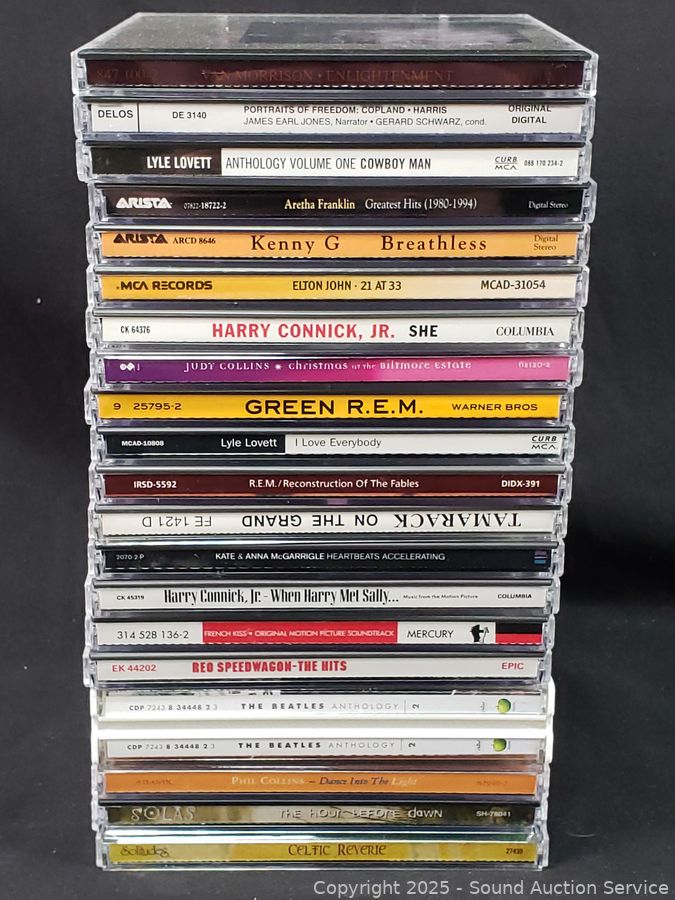 847 100-2 VAN MORRISON · ENLIGHTENMENT
DELOS DE 3140 PORTRAITS OF FREEDOM: COPLAND • HARRIS ORIGINAL
JAMES EARL JONES, Narrator • GERARD SCHWARZ, cond. DIGITAL
LYLE LOVETT ANTHOLOGY VOLUME ONE COWBOY MAN CURB MCA 088 170 234-2
ARISTA 07822-18722-2 Aretha Franklin Greatest Hits (1980-1994) Digital Stereo
ARISTA ARCD 8646 Kenny G Breathless Digital Stereo
MCA RECORDS ELTON JOHN · 21 AT 33 MCAD-31054
CK 64376 HARRY CONNICK, JR. SHE COLUMBIA
JUDY COLLINS Christmas at the Biltmore Estate 62120-2
9 25795-2 GREEN R.E.M. WARNER BROS
MCAD-10808 Lyle Lovett I Love Everybody CURB MCA
IRSD-5592 R.E.M./Reconstruction Of The Fables DIDX-391
TAMARACK ON THE GRAND FE 1421 D
2070-2-P KATE & ANNA McGARRIGLE HEARTBEATS ACCELERATING
CK 45319 Harry Connick, Jr. - When Harry Met Sally... Music from the Motion Picture COLUMBIA
314 528 136-2 FRENCH KISS • ORIGINAL MOTION PICTURE SOUNDTRACK MERCURY
EK 44202 REO SPEEDWAGON-THE HITS EPIC
CDP 7243 8 34448 2 3 THE BEATLES ANTHOLOGY 2
CDP 7243 8 34448 2 3 THE BEATLES ANTHOLOGY 2
ATLANTIC PHIL COLLINS – Dance Into The Light
SOLAS THE HOUR BEFORE DAWN SH-78041
Solitudes CELTIC REVERIE 27430
Copyright 2025 - Sound Auction Service